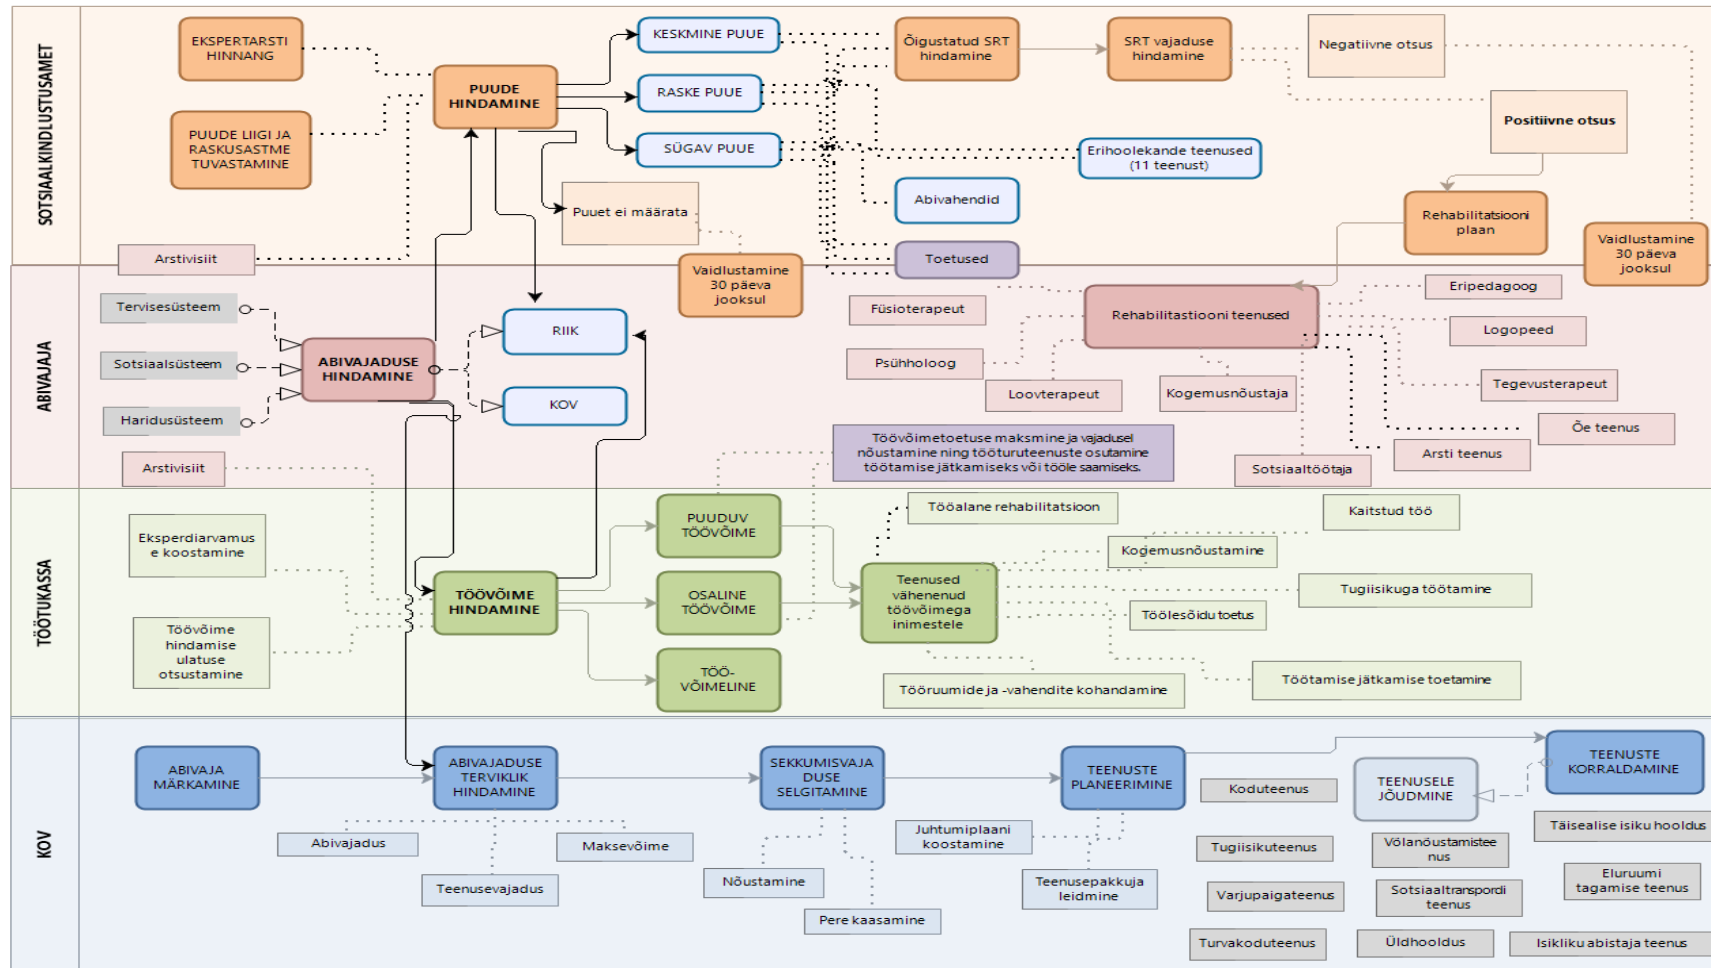 SOTSIAALKINDLUSTUSAMET
EKSPERTARSTI
HINNANG
PUUDE LIIGI JA
RASKUSASTME
TUVASTAMINE
Arstivisiit
PUUDE
HINDAMINE
KESKMINE PUUE
RASKE PUUE
SÜGAV PUUE
Puuet ei määrata
Vaidlustamine
30 päeva
jooksul
Õigustatud SRT
hindamine
SRT vajaduse
hindamine
Negatiivne otsus
Positiivne otsus
Erihoolekande teenused
(11 teenust)
Abivahendid
Toetused
Rehabilitatsiooni
plaan
Vaidlustamine
30 päeva
jooksul
ABIVAJAJA
Tervisesüsteem
Sotsiaalsüsteem
Haridusüsteem
Arstivisiit
ABIVAJADUSE
HINDAMINE
RIIK
KOV
Füsioterapeut
Psühholoog
Loovterapeut
Rehabilitastiooni teenused
Kogemusnõustaja
Eripedagoog
Logopeed
Tegevusterapeut
Õe teenus
Arsti teenus
Sotsiaaltöötaja
Töövõimetoetuse maksmine ja vajadusel
nõustamine ning tööturuteenuste osutamine
töötamise jätkamiseks või tööle saamiseks.
TÖÖTUKASSA
Eksperdiarvamus
e koostamine
Töövõime
hindamise
ulatuse
otsustamine
TÖÖVÕIME
HINDAMINE
PUUDUV
TÖÖVÕIME
OSALINE
TÖÖVÕIME
TÖÖ-
VÕIMELINE
Teenused
vähenenud
töövõimega
inimestele
Tööalane rehabilitatsioon
Kaitstud töö
Kogemusnõustamine
Tugiisikuga töötamine
Töölesõidu toetus
Töötamise jätkamise toetamine
Tööruumide ja -vahendite kohandamine
KOV
ABIVAJA
MÄRKAMINE
ABIVAJADUSE
TERVIKLIK
HINDAMINE
SEKKUMISVAJA
DUSE
SELGITAMINE
TEENUSTE
PLANEERIMINE
TEENUSELE
JÕUDMINE
TEENUSTE
KORRALDAMINE
Abivajadus
Teenusevajadus
Maksevõime
Nõustamine
Pere kaasamine
Juhtumiplaani
koostamine
Teenusepakkuja
leidmine
Koduteenus
Tugiisikuteenus
Varjupaigateenus
Turvakoduteenus
Võlanõustamistee
nus
Sotsiaaltranspordi
teenus
Üldhooldus
Täisealise isiku hooldus
Eluruumi
tagamise teenus
Isikliku abistaja teenus